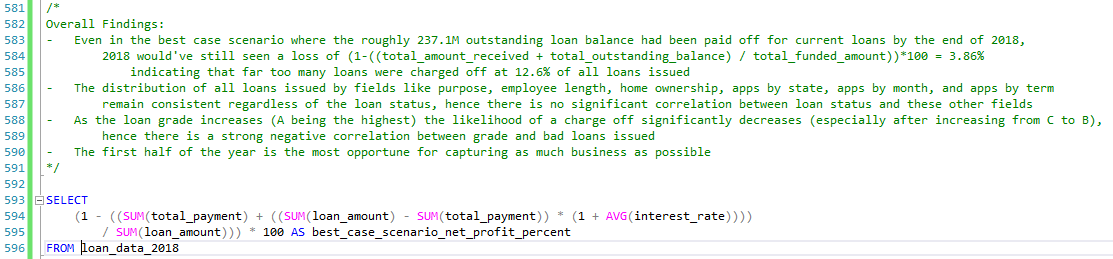 581 /*
582 Overall Findings:
583 - Even in the best case scenario where the roughly 237.1M outstanding loan balance had been paid off for current loans by the end of 2018,
584 2018 would've still seen a loss of (1-((total_amount_received + total_outstanding_balance) / total_funded_amount))*100 = 3.86%
585 indicating that far too many loans were charged off at 12.6% of all loans issued
586 - The distribution of all loans issued by fields like purpose, employee length, home ownership, apps by state, apps by month, and apps by term
587 remain consistent regardless of the loan status, hence there is no significant correlation between loan status and these other fields
588 - As the loan grade increases (A being the highest) the likelihood of a charge off significantly decreases (especially after increasing from C to B),
589 hence there is a strong negative correlation between grade and bad loans issued
590 - The first half of the year is the most opportune for capturing as much business as possible
591 */
592
593 SELECT
594 (1 - ((SUM(total_payment) + ((SUM(loan_amount) - SUM(total_payment)) * (1 + AVG(interest_rate))))
595 / SUM(loan_amount))) * 100 AS best_case_scenario_net_profit_percent
596 FROM loan_data_2018